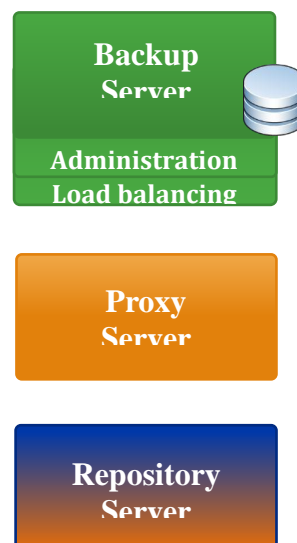 Backup
Server
Administration
Load balancing
Proxy
Server
Repository
Server